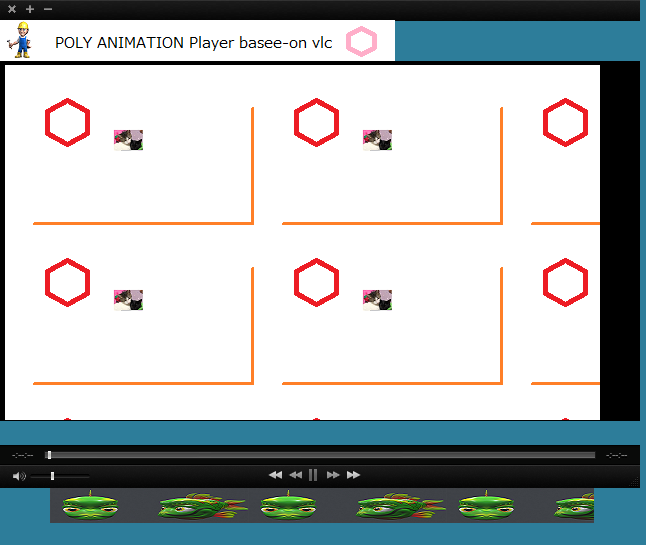 POLY ANIMATION Player basee-on vlc
-:--:--
-:--:--